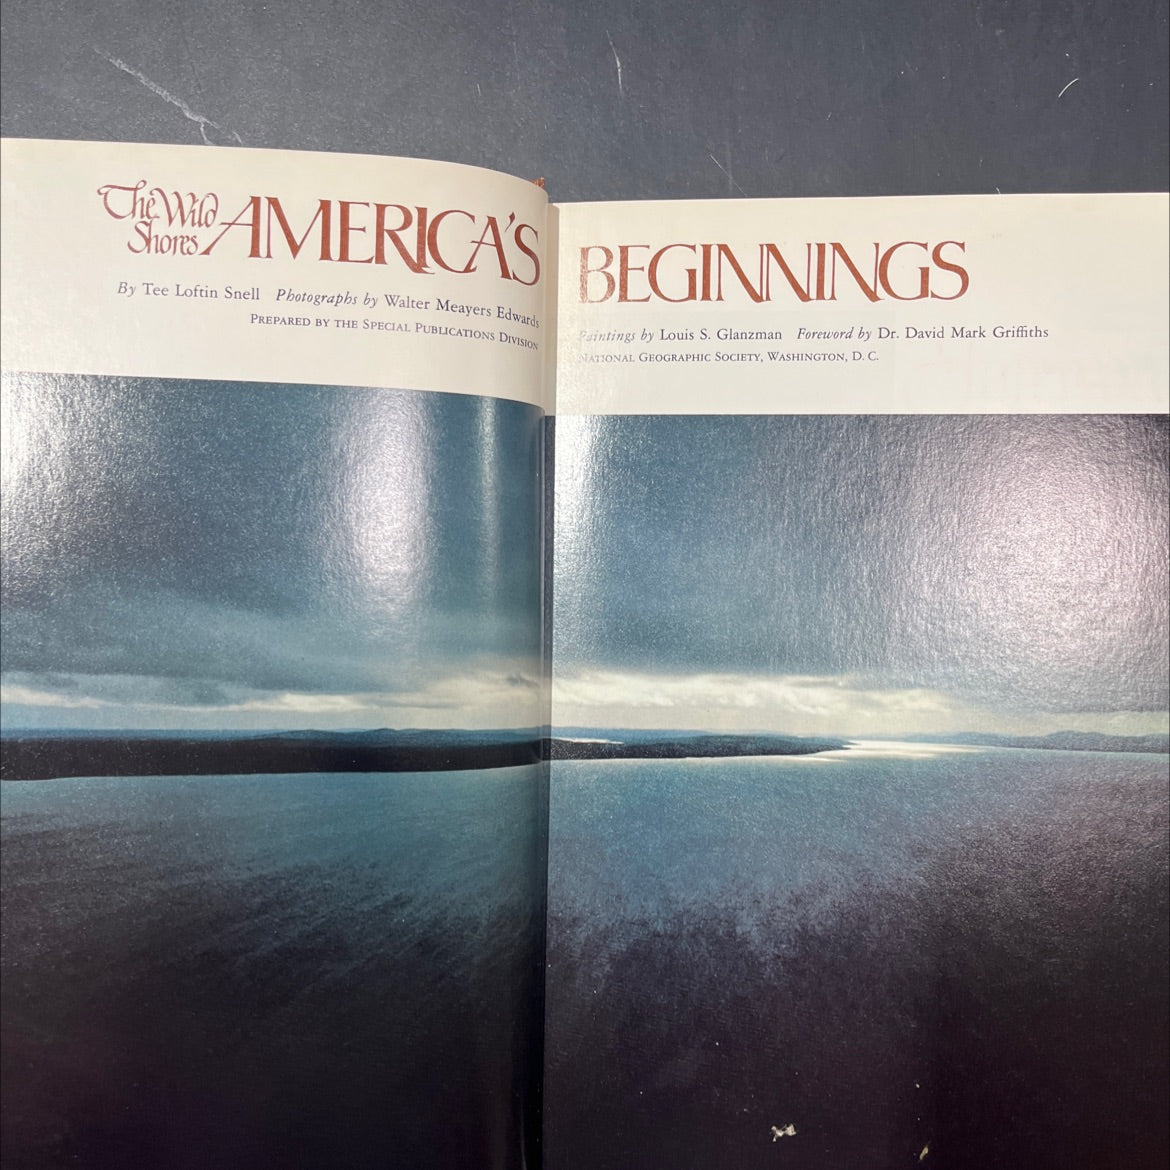 The Wild Shores AMERICA'S BEGINNINGS
By Tee Loftin Snell Photographs by Walter Meayers Edwards
PREPARED BY THE SPECIAL PUBLICATIONS DIVISION
Paintings by Louis S. Glanzman Foreword by Dr. David Mark Griffiths
NATIONAL GEOGRAPHIC SOCIETY, WASHINGTON, D. C.